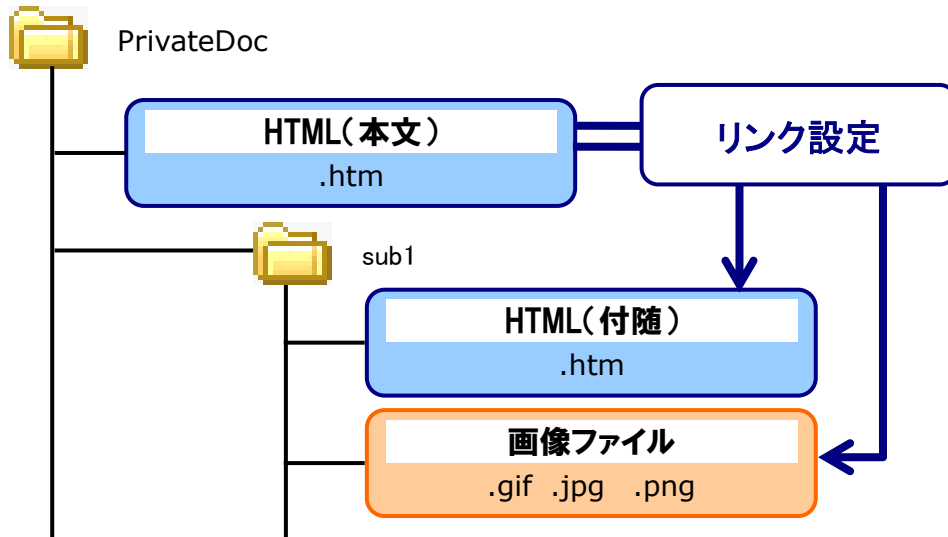 PrivateDoc
HTML(本文)
.htm
リンク設定
sub1
HTML(付随)
.htm
画像ファイル
.gif .jpg .png